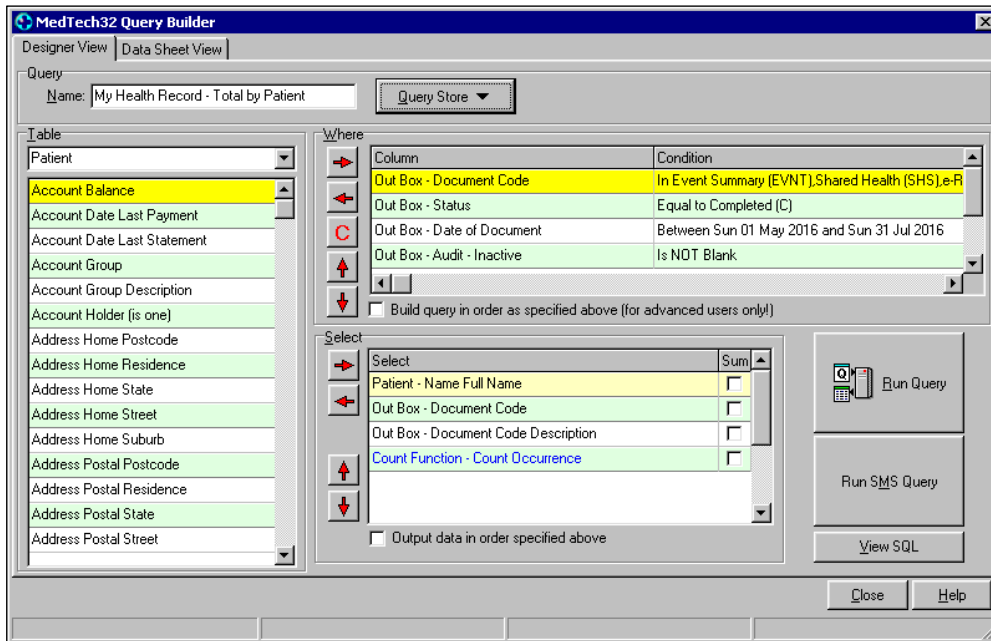 MedTech32 Query Builder
Designer View Data Sheet View
Query
Name: My Health Record - Total by Patient Query Store
Table
Patient
Account Balance
Account Date Last Payment
Account Date Last Statement
Account Group
Account Group Description
Account Holder (is one)
Address Home Postcode
Address Home Residence
Address Home State
Address Home Street
Address Home Suburb
Address Postal Postcode
Address Postal Residence
Address Postal State
Address Postal Street
Where
Column Condition
Out Box - Document Code In Event Summary (EVNT),Shared Health (SHS),e-R
Out Box - Status Equal to Completed (C)
Out Box - Date of Document Between Sun 01 May 2016 and Sun 31 Jul 2016
Out Box - Audit - Inactive Is NOT Blank
C
Build query in order as specified above (for advanced users only!)
Select
Select Sum
Patient - Name Full Name
Out Box - Document Code
Out Box - Document Code Description
Count Function - Count Occurrence
Output data in order specified above
Q
Run Query
Run SMS Query
View SQL
Close Help